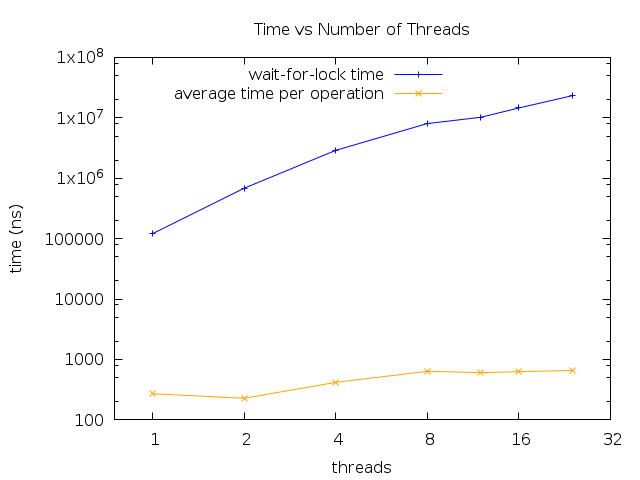 Time vs Number of Threads
1x10^8
1x10^7
1x10^6
100000
10000
1000
100
time (ns)
wait-for-lock time
average time per operation
1 2 4 8 16 32
threads